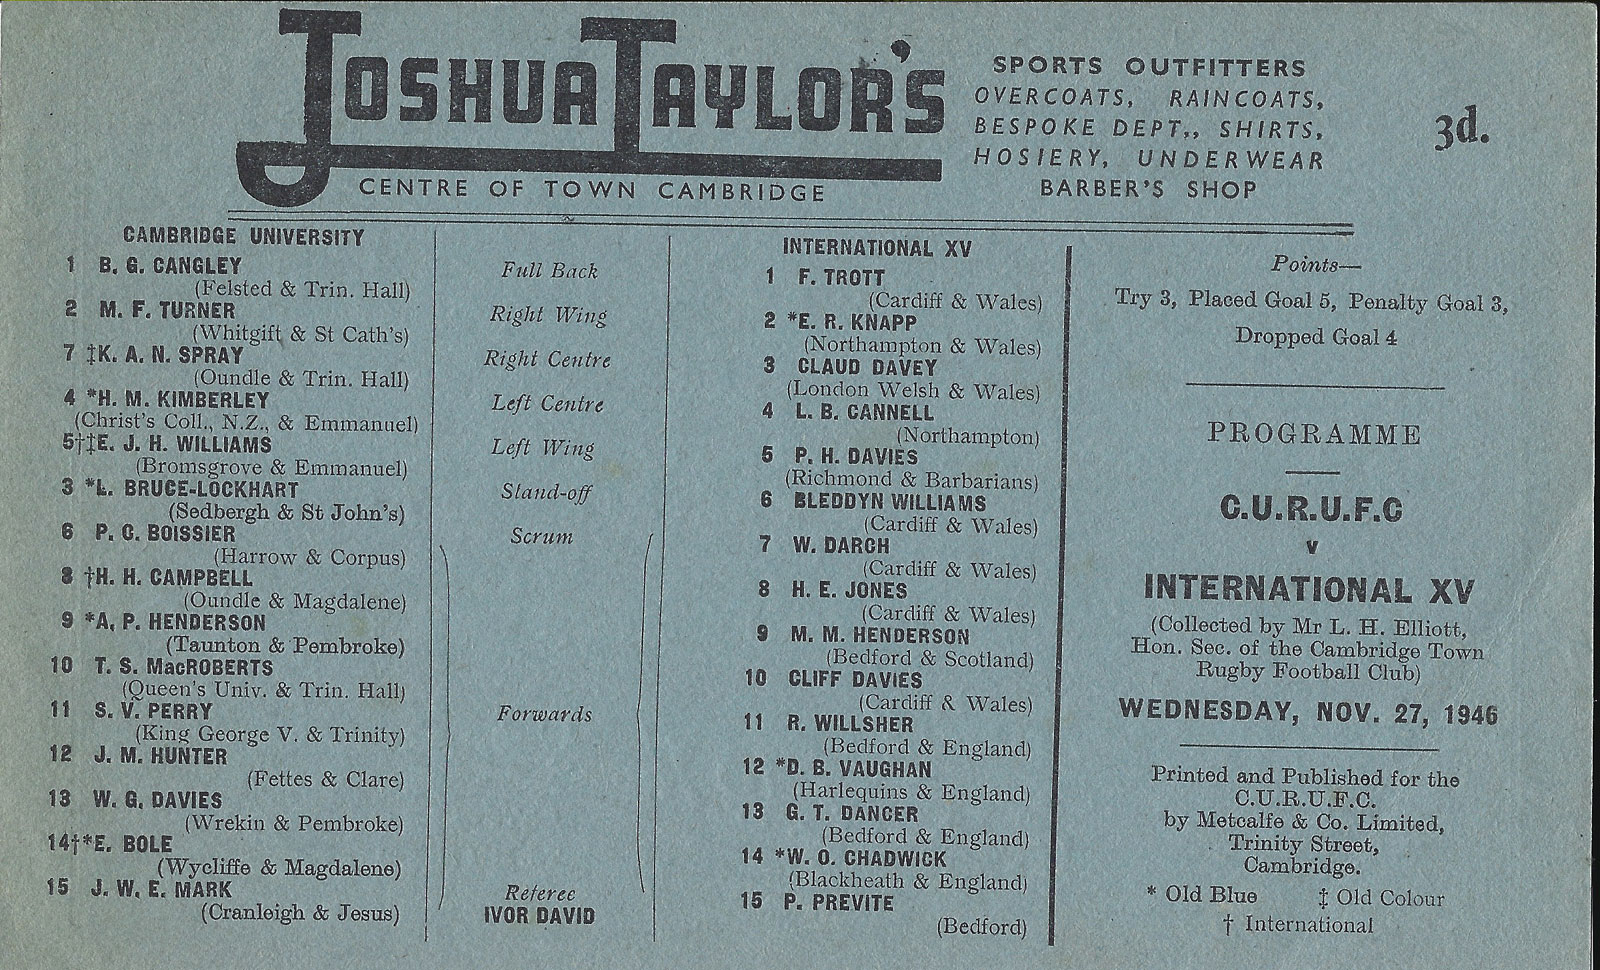 JOSHUA TAYLOR'S
CENTRE OF TOWN CAMBRIDGE
SPORTS OUTFITTERS
OVERCOATS, RAINCOATS,
BESPOKE DEPT,, SHIRTS,
HOSIERY, UNDERWEAR
BARBER'S SHOP
3d.
CAMBRIDGE UNIVERSITY
1 B. G. CANGLEY
(Felsted & Trin. Hall)
2 M. F. TURNER
(Whitgift & St Cath's)
7 ‡K. A. N. SPRAY
(Oundle & Trin. Hall)
4 *H. M. KIMBERLEY
(Christ's Coll., N.Z., & Emmanuel)
5†‡E. J. H. WILLIAMS
(Bromsgrove & Emmanuel)
3 *L. BRUCE-LOCKHART
(Sedbergh & St John's)
6 P. C. BOISSIER
(Harrow & Corpus)
8 †H. H. CAMPBELL
(Oundle & Magdalene)
9 *A. P. HENDERSON
(Taunton & Pembroke)
10 T. S. MacROBERTS
(Queen's Univ. & Trin. Hall)
11 S. V. PERRY
(King George V. & Trinity)
12 J. M. HUNTER
(Fettes & Clare)
13 W. G. DAVIES
(Wrekin & Pembroke)
14†*E. BOLE
(Wycliffe & Magdalene)
15 J. W. E. MARK
(Cranleigh & Jesus)
Full Back
Right Wing
Right Centre
Left Centre
Left Wing
Stand-off
Scrum
Forwards
Referee
IVOR DAVID
INTERNATIONAL XV
1 F. TROTT
(Cardiff & Wales)
2 *E. R. KNAPP
(Northampton & Wales)
3 CLAUD DAVEY
(London Welsh & Wales)
4 L. B. CANNELL
(Northampton)
5 P. H. DAVIES
(Richmond & Barbarians)
6 BLEDDYN WILLIAMS
(Cardiff & Wales)
7 W. DARCH
(Cardiff & Wales)
8 H. E. JONES
(Cardiff & Wales)
9 M. M. HENDERSON
(Bedford & Scotland)
10 CLIFF DAVIES
(Cardiff & Wales)
11 R. WILLSHER
(Bedford & England)
12 *D. B. VAUGHAN
(Harlequins & England)
13 G. T. DANCER
(Bedford & England)
14 *W. O. CHADWICK
(Blackheath & England)
15 P. PREVITE
(Bedford)
Points—
Try 3, Placed Goal 5, Penalty Goal 3,
Dropped Goal 4
PROGRAMME
C.U.R.U.F.C
v
INTERNATIONAL XV
(Collected by Mr L. H. Elliott,
Hon. Sec. of the Cambridge Town
Rugby Football Club)
WEDNESDAY, NOV. 27, 1946
Printed and Published for the
C.U.R.U.F.C.
by Metcalfe & Co. Limited,
Trinity Street,
Cambridge.
* Old Blue ‡ Old Colour
† International